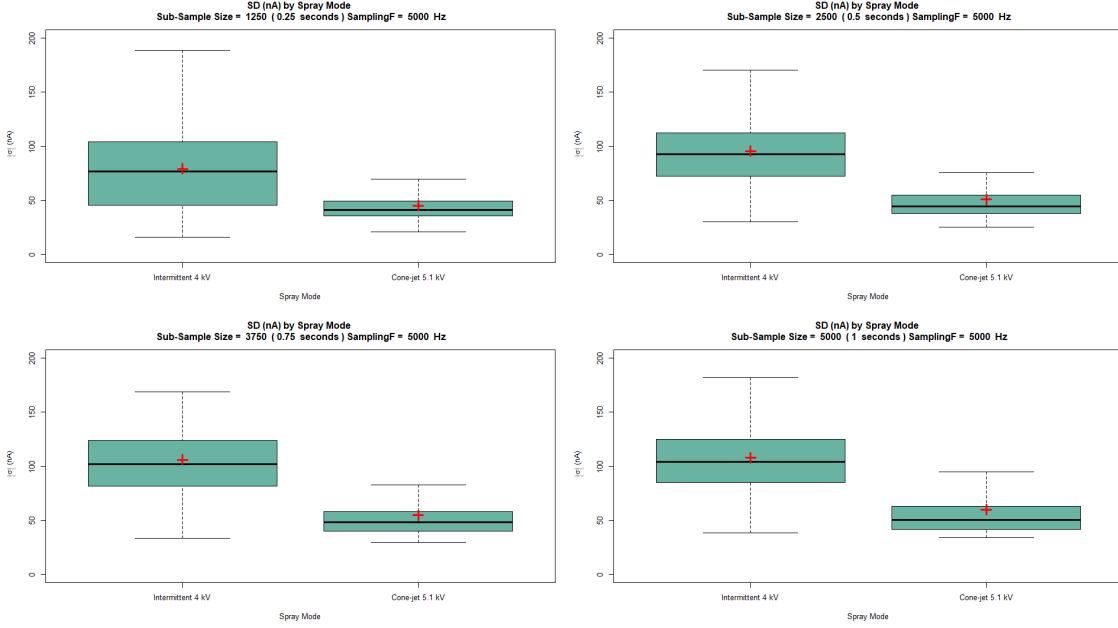 SD (nA) by Spray Mode
Sub-Sample Size = 1250 ( 0.25 seconds ) SamplingF = 5000 Hz
200
150
100
50
0
|σ| (nA)
Intermittent 4 kV
Cone-jet 5.1 kV
Spray Mode
SD (nA) by Spray Mode
Sub-Sample Size = 2500 ( 0.5 seconds ) SamplingF = 5000 Hz
200
150
100
50
0
|σ| (nA)
Intermittent 4 kV
Cone-jet 5.1 kV
Spray Mode
SD (nA) by Spray Mode
Sub-Sample Size = 3750 ( 0.75 seconds ) SamplingF = 5000 Hz
200
150
100
50
0
|σ| (nA)
Intermittent 4 kV
Cone-jet 5.1 kV
Spray Mode
SD (nA) by Spray Mode
Sub-Sample Size = 5000 ( 1 seconds ) SamplingF = 5000 Hz
200
150
100
50
0
|σ| (nA)
Intermittent 4 kV
Cone-jet 5.1 kV
Spray Mode